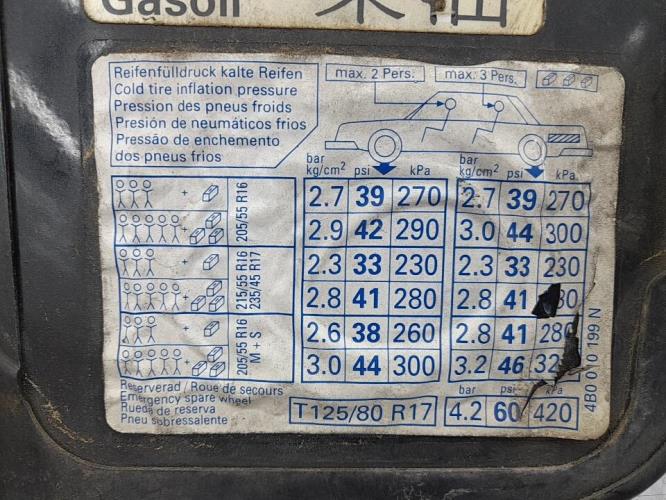 Gasoil 柴油
Reifenfülldruck kalte Reifen
Cold tire inflation pressure
Pression des pneus froids
Presión de neumáticos frios
Pressão de enchemento
dos pneus frios
max. 2 Pers. max. 3 Pers.
bar kg/cm² psi kPa bar kg/cm² psi kPa
205/55 R16
+ 2.7 39 270 2.7 39 270
+ 2.9 42 290 3.0 44 300
215/55 R16
235/45 R17
+ 2.3 33 230 2.3 33 230
+ 2.8 41 280 2.8 41 80
205/55 R16
M + S
+ 2.6 38 260 2.8 41 280
+ 3.0 44 300 3.2 46
Reserverad / Roue de secours
Emergency spare wheel
Rueda de reserva
Pneu sobressalente
T125/80 R17
bar psi kPa
4.2 60 420
4B0 010 199 N